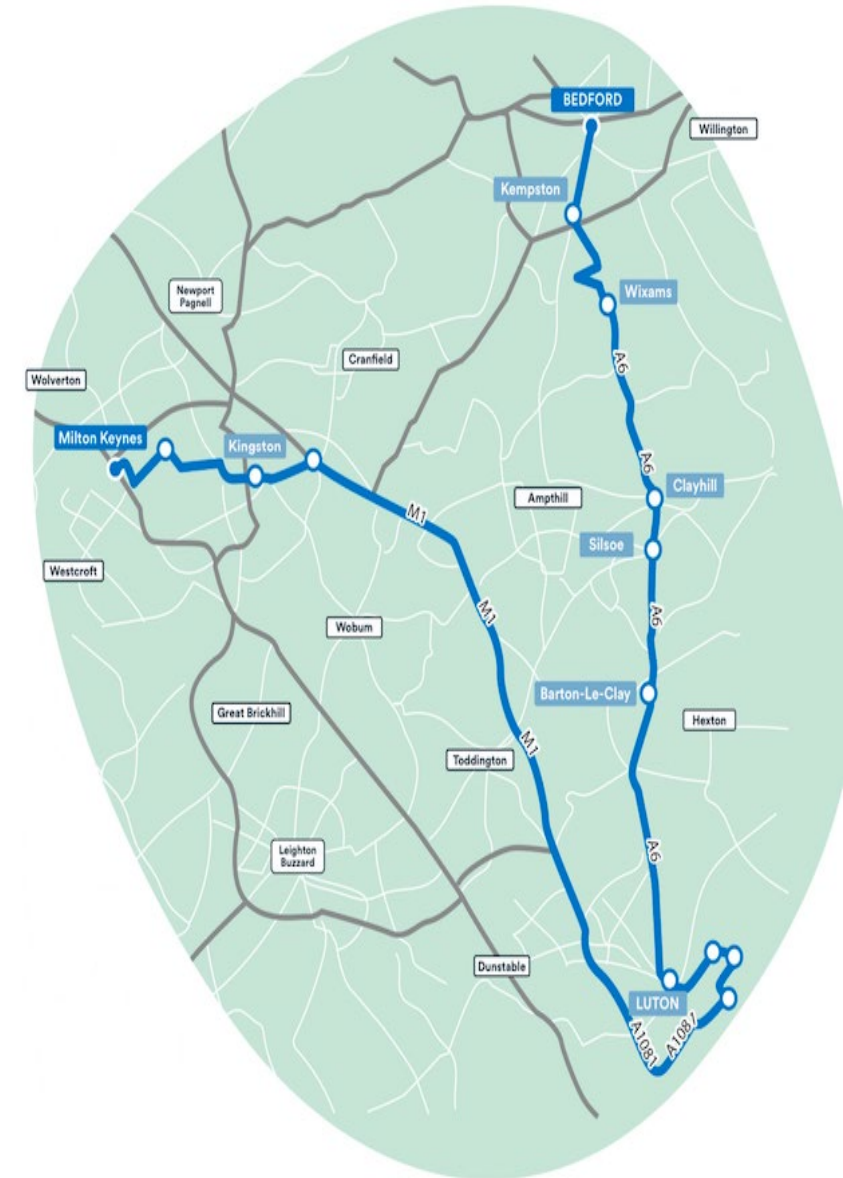 BEDFORD
Willington
Kempston
Wixams
Newport
Pagnell
Cranfield
A6
Wolverton
Milton Keynes
Kingston
A6
Clayhill
Ampthill
M1
Silsoe
Westcroft
M1
A6
Wobum
Barton-Le-Clay
Great Brickhill
Hexton
M1
Toddington
Leighton
Buzzard
A6
Dunstable
LUTON
A1081
A1081